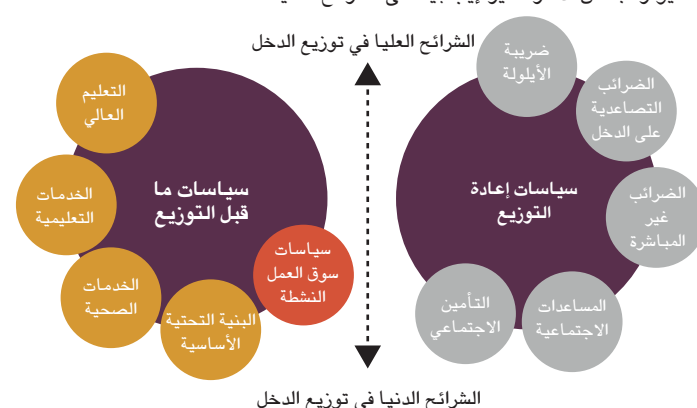 الشرائح العليا في توزيع الدخل
ضريبة
الأيلولة
الضرائب
التصاعدية
على الدخل
الضرائب
غير
المباشرة
سياسات إعادة
التوزيع
المساعدات
الاجتماعية
التأمين
الاجتماعي
التعليم
العالي
الخدمات
التعليمية
سياسات ما
قبل التوزيع
سياسات
سوق العمل
النشطة
الخدمات
الصحية
البنية التحتية
الأساسية
الشرائح الدنيا في توزيع الدخل